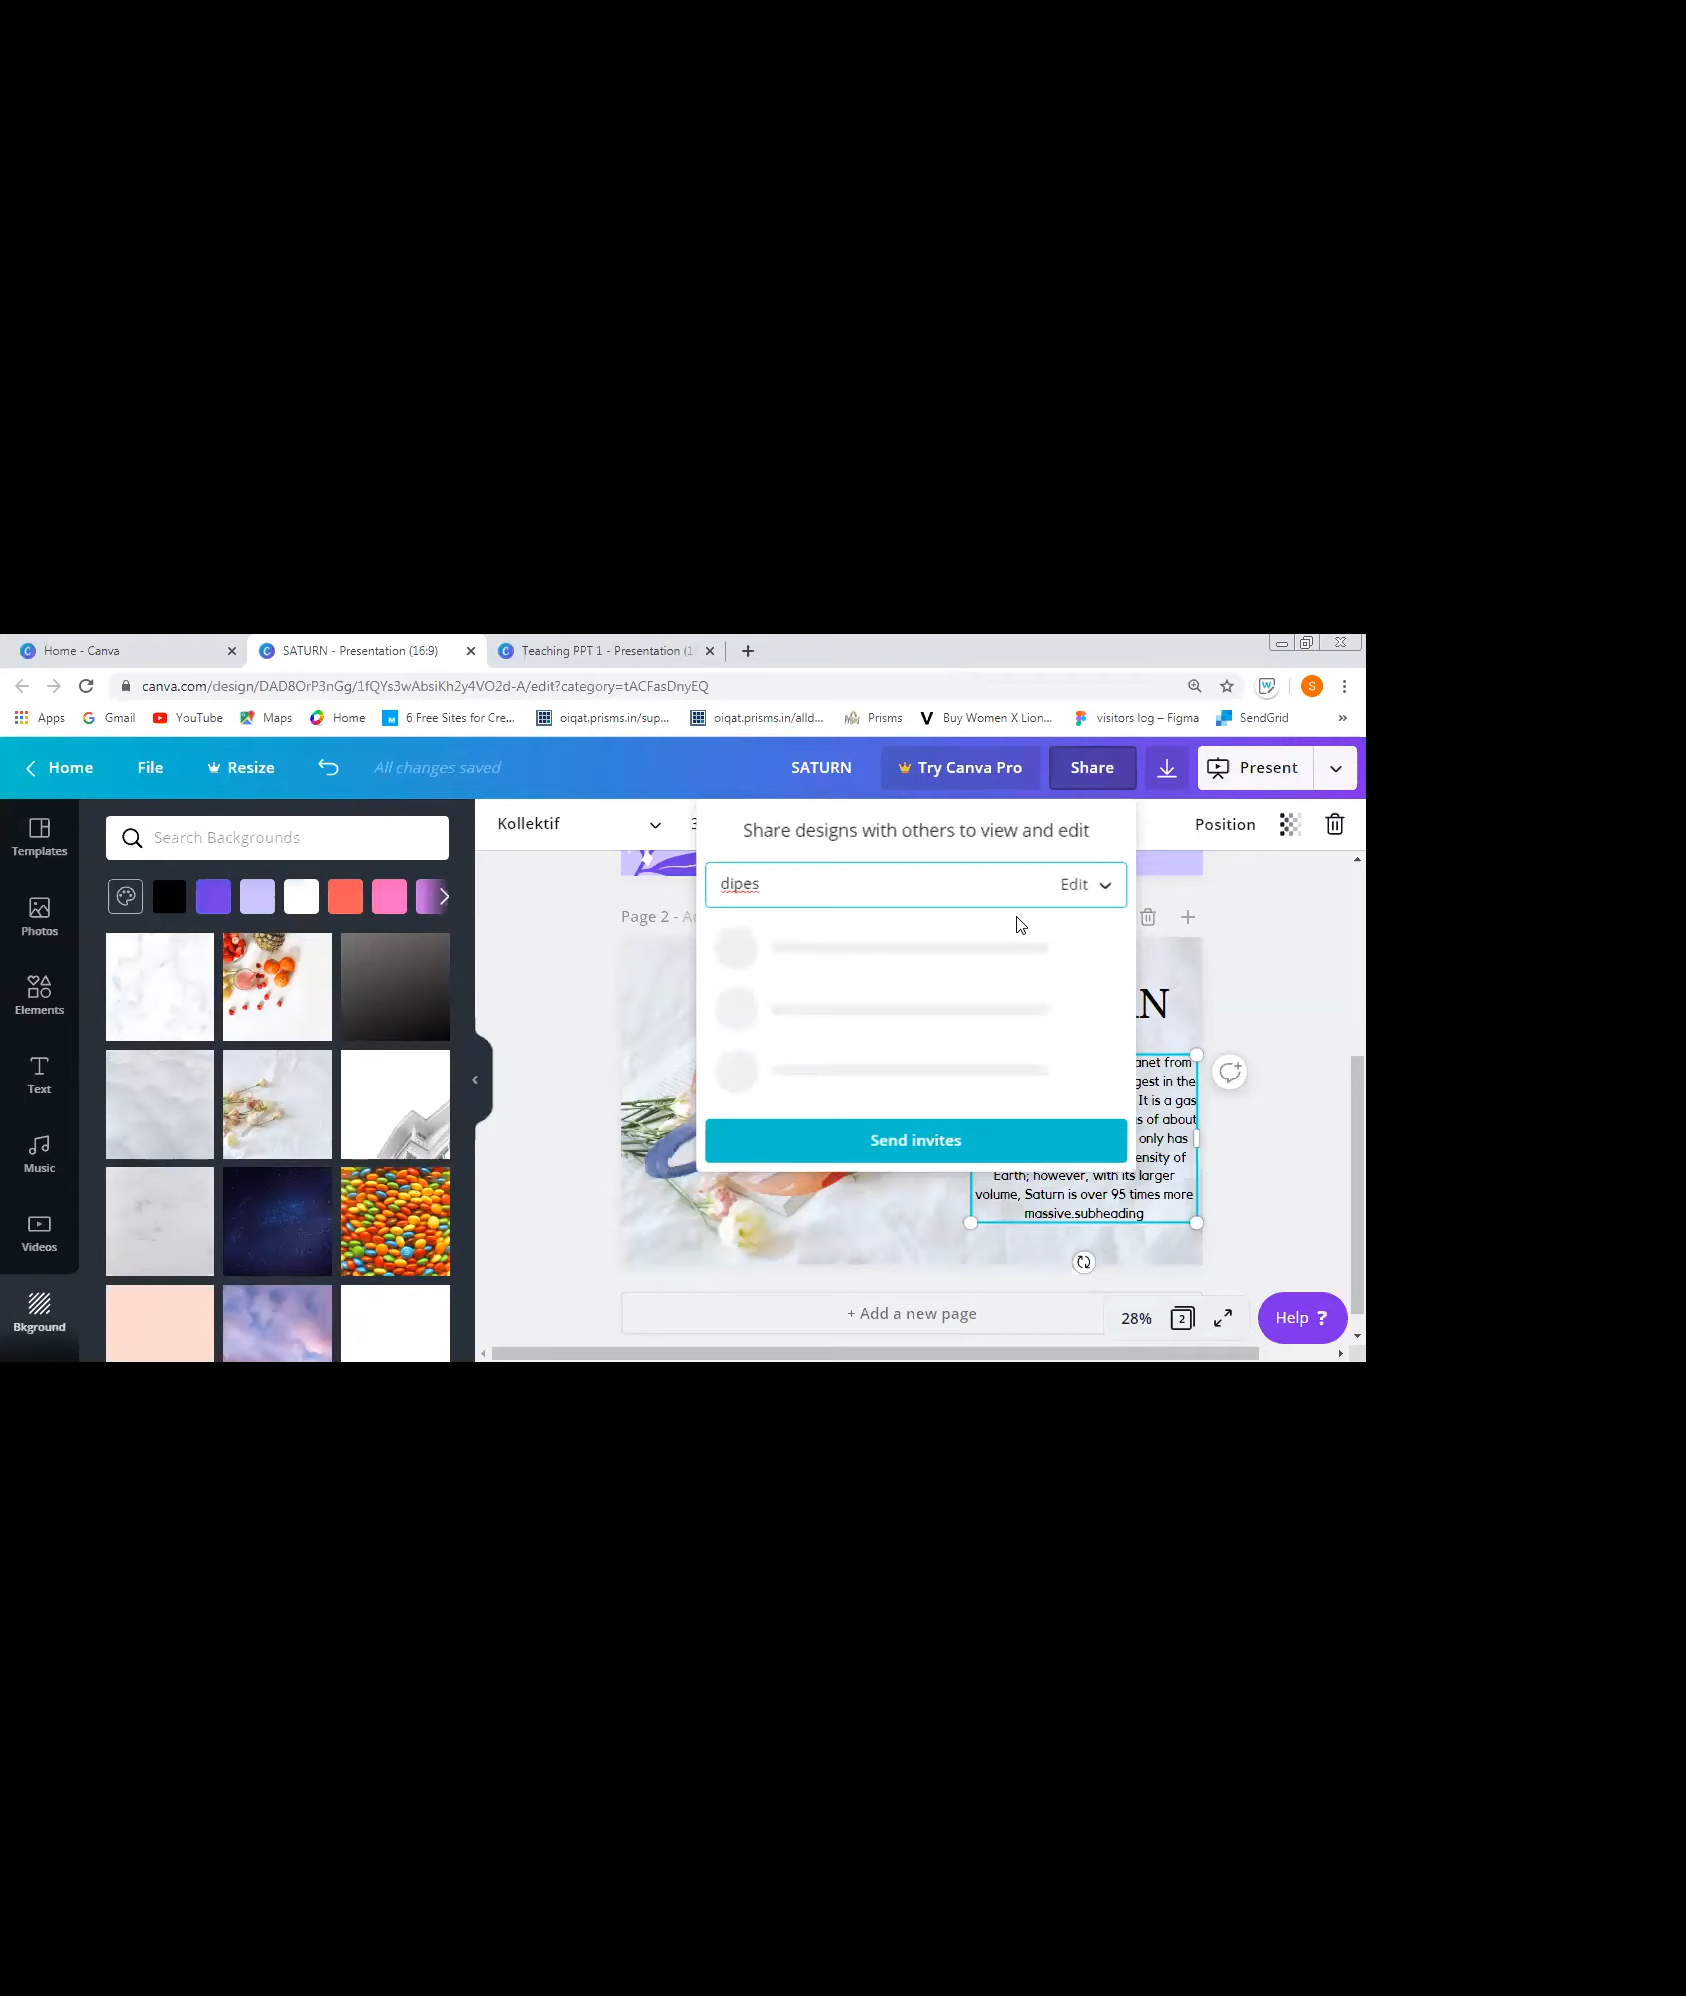 Home - Canva
SATURN - Presentation (16:9)
Teaching PPT 1 - Presentation (1
canva.com/design/DAD8OrP3nGg/1fQYs3wAbsiKh2y4VO2d-A/edit?category=tACFasDnyEQ
S
Apps
Gmail
YouTube
Maps
Home
6 Free Sites for Cre...
oiqat.prisms.in/sup...
oiqat.prisms.in/alld...
Prisms
Buy Women X Lion...
visitors log – Figma
SendGrid
»
Home
File
Resize
All changes saved
SATURN
Try Canva Pro
Share
Present
Templates
Photos
Elements
Text
Music
Videos
Bkground
Search Backgrounds
Kollektif
Position
Share designs with others to view and edit
dipes
Edit
Send invites
Page 2 -
N
anet from
gest in the
It is a gas
s of about
only has
ensity of
Earth; however, with its larger
volume, Saturn is over 95 times more
massive.subheading
+ Add a new page
28%
2
Help ?